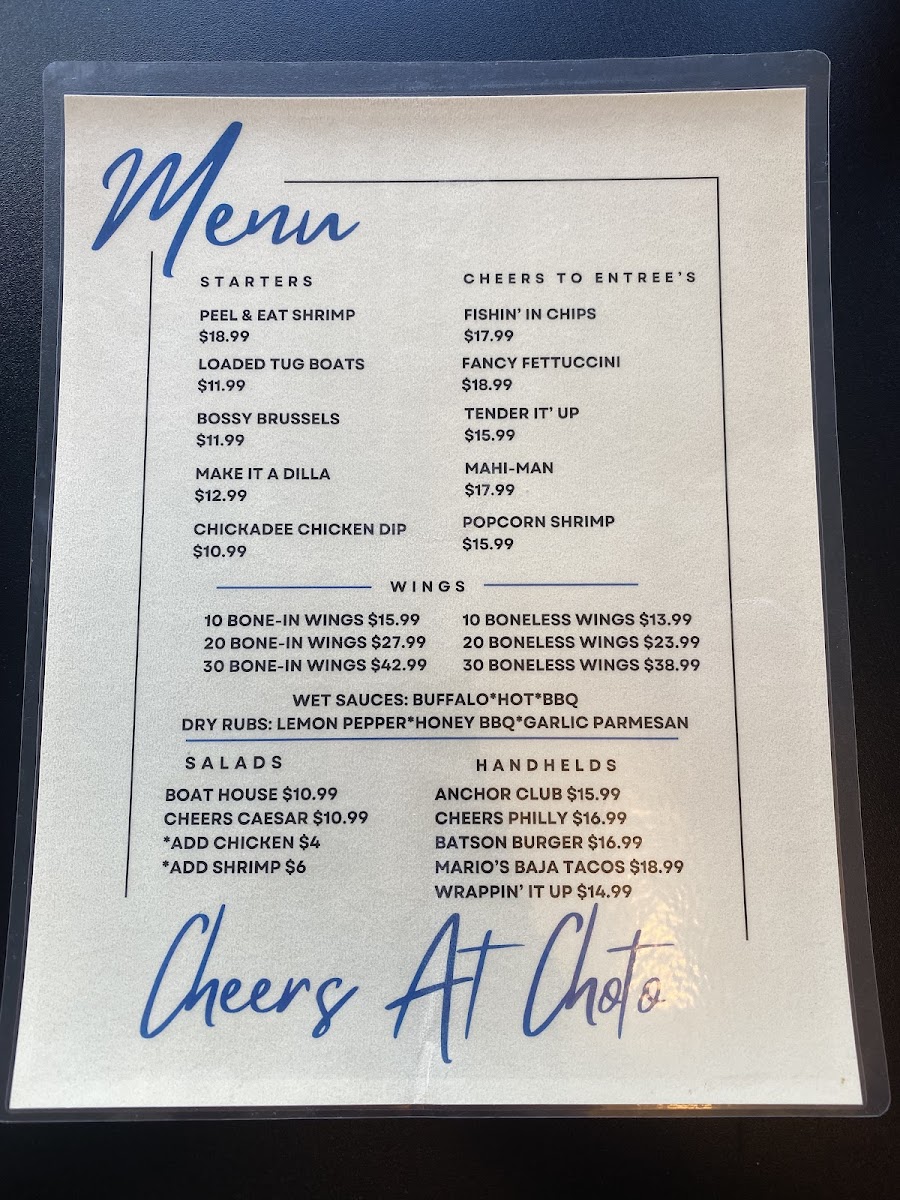 Menu
STARTERS
PEEL & EAT SHRIMP
$18.99
LOADED TUG BOATS
$11.99
BOSSY BRUSSELS
$11.99
MAKE IT A DILLA
$12.99
CHICKADEE CHICKEN DIP
$10.99
CHEERS TO ENTREE'S
FISHIN' IN CHIPS
$17.99
FANCY FETTUCCINI
$18.99
TENDER IT' UP
$15.99
MAHI-MAN
$17.99
POPCORN SHRIMP
$15.99
WINGS
10 BONE-IN WINGS $15.99
20 BONE-IN WINGS $27.99
30 BONE-IN WINGS $42.99
10 BONELESS WINGS $13.99
20 BONELESS WINGS $23.99
30 BONELESS WINGS $38.99
WET SAUCES: BUFFALO*HOT*BBQ
DRY RUBS: LEMON PEPPER*HONEY BBQ*GARLIC PARMESAN
SALADS
BOAT HOUSE $10.99
CHEERS CAESAR $10.99
*ADD CHICKEN $4
*ADD SHRIMP $6
HANDHELDS
ANCHOR CLUB $15.99
CHEERS PHILLY $16.99
BATSON BURGER $16.99
MARIO'S BAJA TACOS $18.99
WRAPPIN' IT UP $14.99
Cheers At Choto